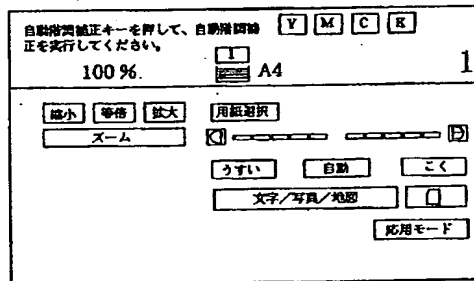 自動階調補正キーを押して、自動階調補
正を実行してください。
Y M C K
100 %.
1
A4
1
縮小 等倍 拡大 用紙選択
ズーム
うすい 自動 こく
文字/写真/地図
応用モード